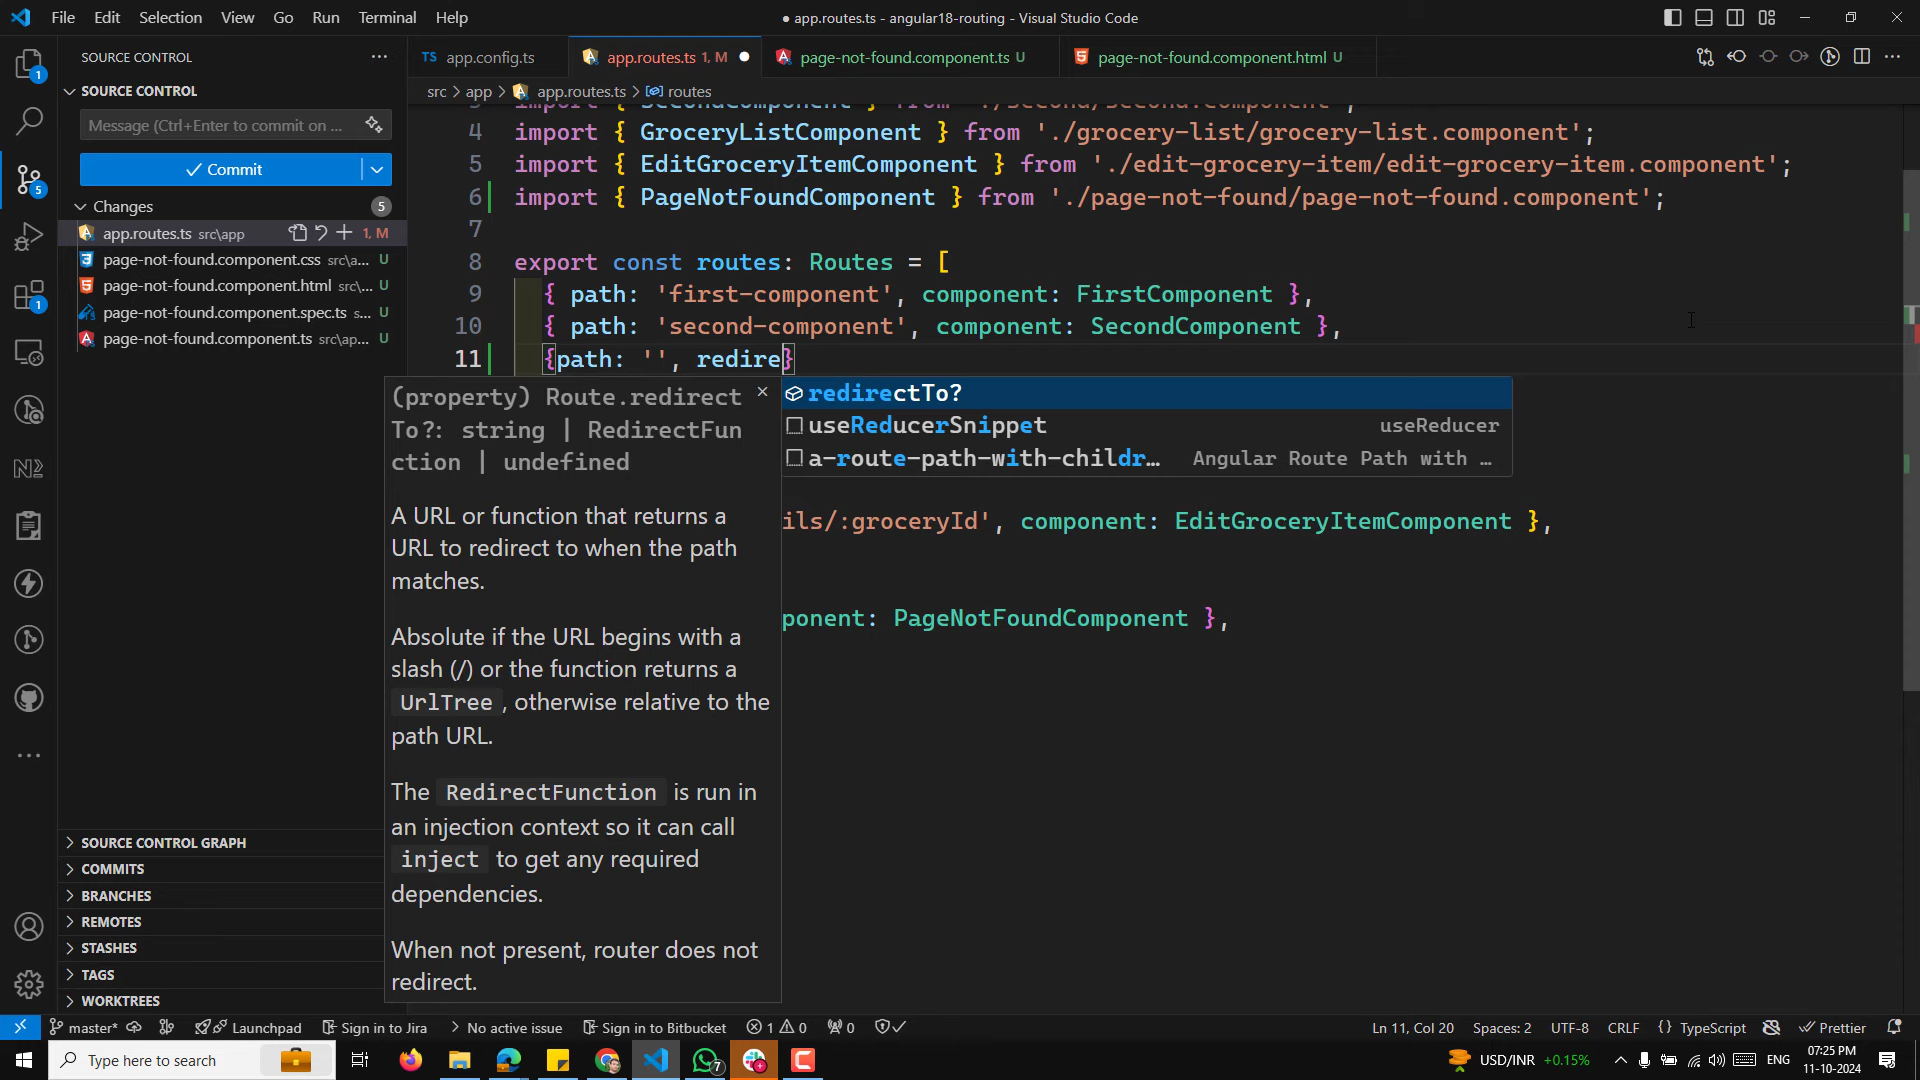 File Edit Selection View Go Run Terminal Help
● app.routes.ts - angular18-routing - Visual Studio Code
SOURCE CONTROL
TS app.config.ts
app.routes.ts 1, M
page-not-found.component.ts U
page-not-found.component.html U
SOURCE CONTROL
src > app > app.routes.ts > routes
Message (Ctrl+Enter to commit on ...
Commit
Changes 5
app.routes.ts src\app 1, M
page-not-found.component.css src\a... U
page-not-found.component.html src\... U
page-not-found.component.spec.ts s... U
page-not-found.component.ts src\ap... U
3 import { SecondComponent } from './second/second.component';
4 import { GroceryListComponent } from './grocery-list/grocery-list.component';
5 import { EditGroceryItemComponent } from './edit-grocery-item/edit-grocery-item.component';
6 import { PageNotFoundComponent } from './page-not-found/page-not-found.component';
7
8 export const routes: Routes = [
9 { path: 'first-component', component: FirstComponent },
10 { path: 'second-component', component: SecondComponent },
11 {path: '', redire}
(property) Route.redirect
To?: string | RedirectFun
ction | undefined
A URL or function that returns a
URL to redirect to when the path
matches.
Absolute if the URL begins with a
slash (/) or the function returns a
UrlTree , otherwise relative to the
path URL.
The RedirectFunction is run in
an injection context so it can call
inject to get any required
dependencies.
When not present, router does not
redirect.
redirectTo?
useReducerSnippet useReducer
a-route-path-with-childr... Angular Route Path with ...
ils/:groceryId', component: EditGroceryItemComponent },
ponent: PageNotFoundComponent },
SOURCE CONTROL GRAPH
COMMITS
BRANCHES
REMOTES
STASHES
TAGS
WORKTREES
1
5
1
master* Launchpad Sign in to Jira No active issue Sign in to Bitbucket 1 0 0 Ln 11, Col 20 Spaces: 2 UTF-8 CRLF {} TypeScript Prettier
Type here to search
7
USD/INR +0.15%
ENG
07:25 PM
11-10-2024